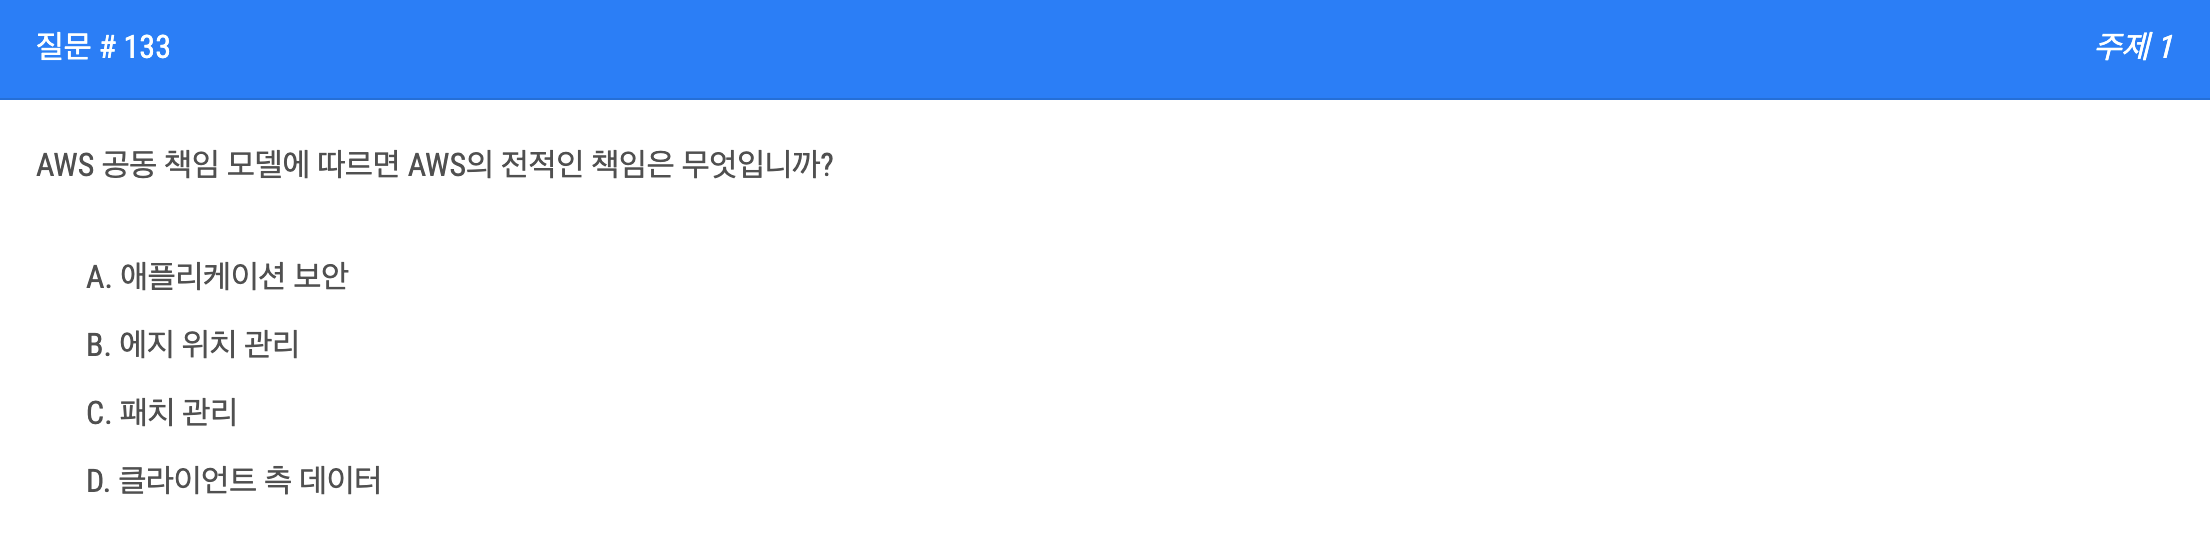 질문 # 133
주제 1
AWS 공동 책임 모델에 따르면 AWS의 전적인 책임은 무엇입니까?
A. 애플리케이션 보안
B. 에지 위치 관리
C. 패치 관리
D. 클라이언트 측 데이터